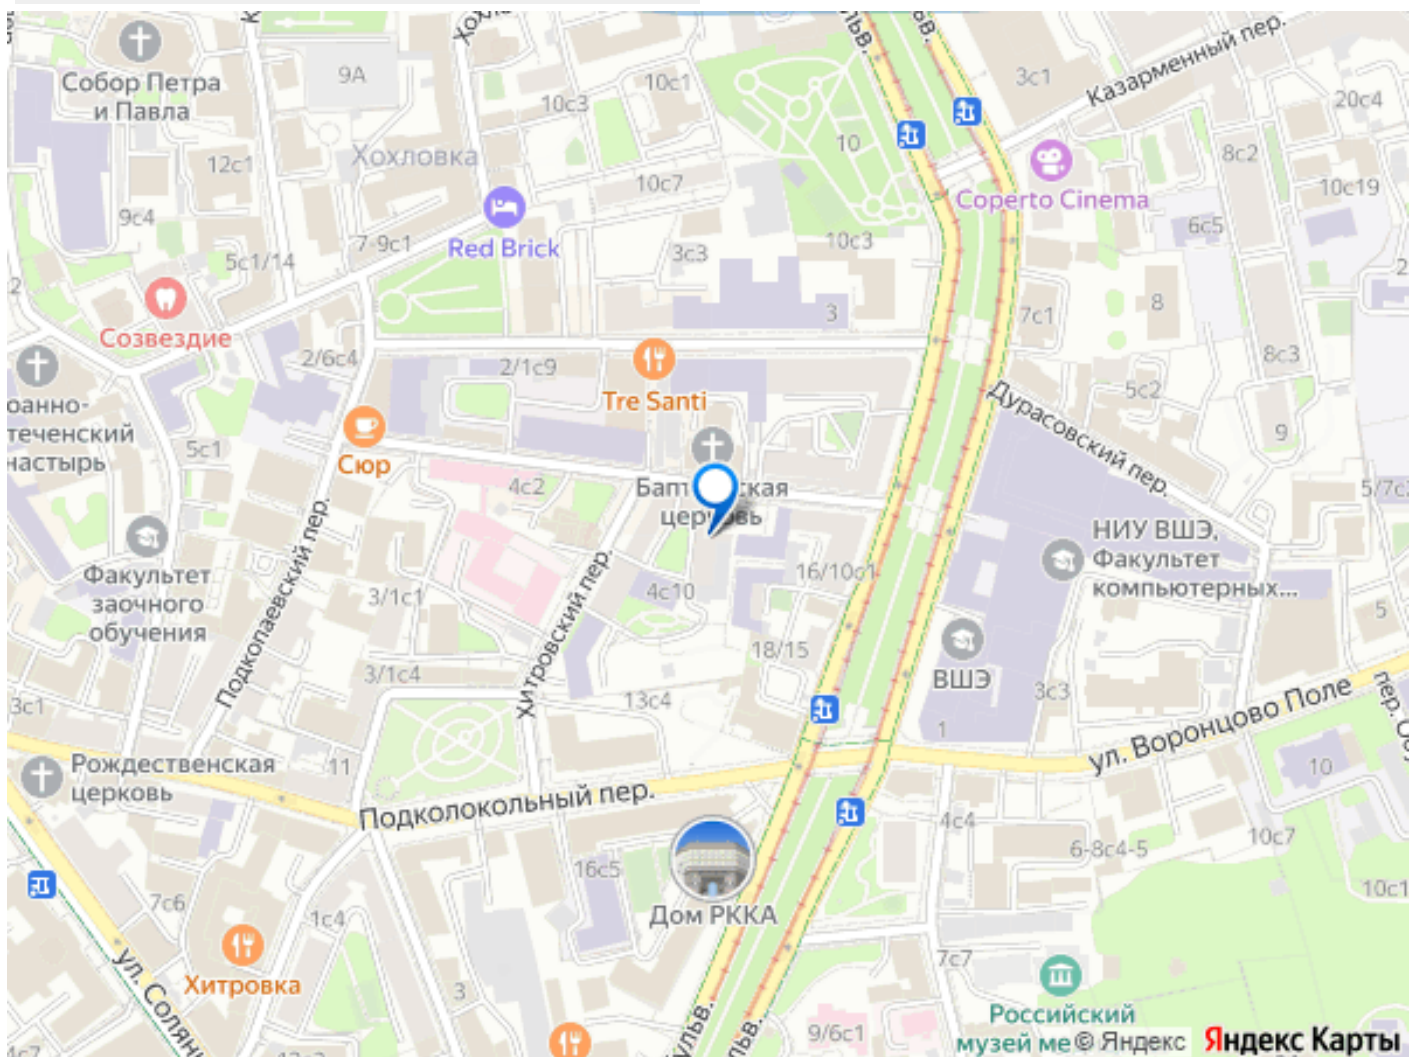 Собор Петра
и Павла
9А
10с1
10с3
Хохловка
12с1
9с4
10
3с1
Казарменный пер.
20с4
8с2
10с19
Coperto Cinema
10с7
Red Brick
7-9с1
5с1/14
3с3
10с3
6с5
Созвездие
3
7с1
8
2/6с4
2/1с9
Tre Santi
8с3
5с2
Дурасовский пер.
9
5с1
Сюр
4с2
церковь
НИУ ВШЭ,
Факультет
компьютерных...
Факультет
заочного
обучения
Подкопаевский пер.
3/1с1
Хитровский пер.
4с10
16/10с1
5
18/15
ВШЭ
3/1с4
13с4
3с3
3с1
1
ул. Воронцово Поле
Рождественская
церковь
11
Подколокольный пер.
10
4с4
6-8с4-5
10с7
16с5
Дом РККА
10с1
7с6
1с4
ул. Солян
Хитровка
3
7с7
Российский
музей ме
9/6с1
© Яндекс
Яндекс Карты